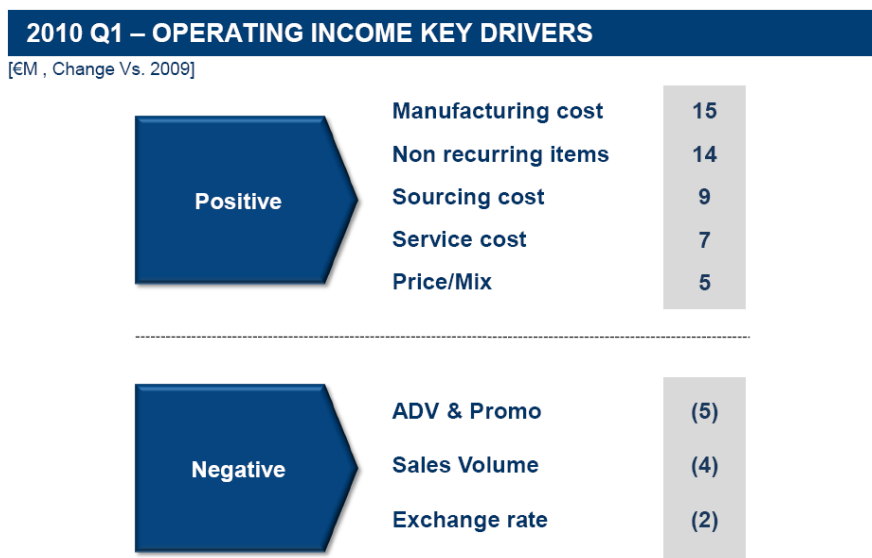 2010 Q1 – OPERATING INCOME KEY DRIVERS
[€M , Change Vs. 2009]
Positive
Manufacturing cost 15
Non recurring items 14
Sourcing cost 9
Service cost 7
Price/Mix 5
Negative
ADV & Promo (5)
Sales Volume (4)
Exchange rate (2)